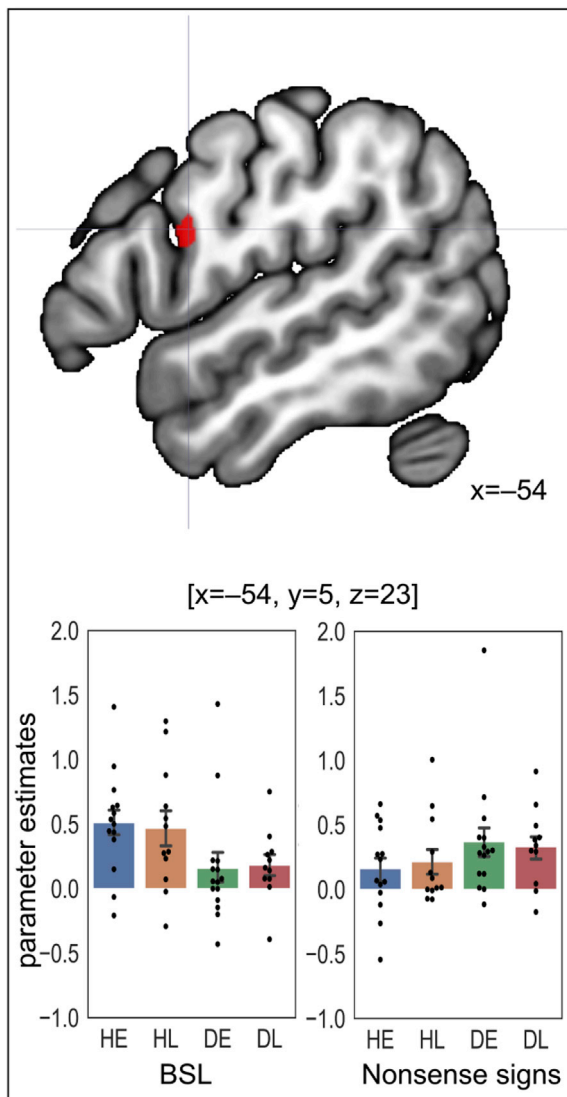 x=–54
[x=–54, y=5, z=23]
parameter estimates
2.0
1.5
1.0
0.5
0.0
−0.5
−1.0
HE HL DE DL
BSL
2.0
1.5
1.0
0.5
0.0
−0.5
−1.0
HE HL DE DL
Nonsense signs